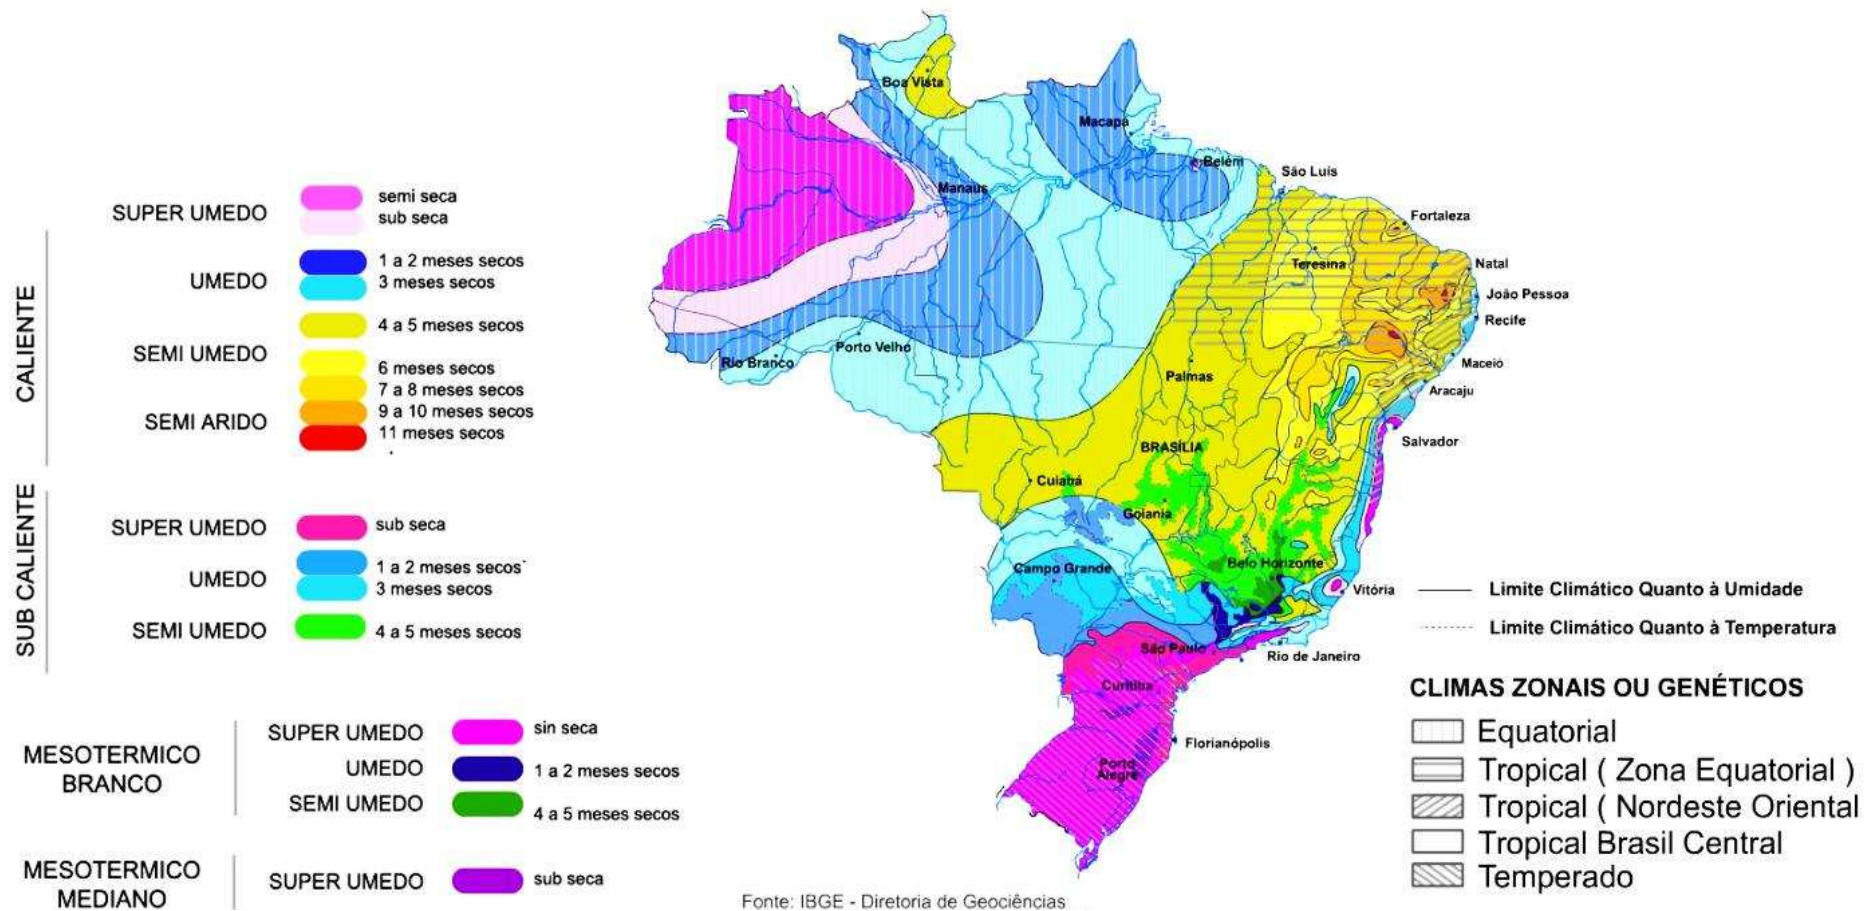 CALIENTE
SUPER UMEDO
semi seca
sub seca
UMEDO
1 a 2 meses secos
3 meses secos
SEMI UMEDO
4 a 5 meses secos
6 meses secos
7 a 8 meses secos
SEMI ARIDO
9 a 10 meses secos
11 meses secos
SUB CALIENTE
SUPER UMEDO
sub seca
UMEDO
1 a 2 meses secos
3 meses secos
SEMI UMEDO
4 a 5 meses secos
MESOTERMICO
BRANCO
SUPER UMEDO
sin seca
UMEDO
1 a 2 meses secos
SEMI UMEDO
4 a 5 meses secos
MESOTERMICO
MEDIANO
SUPER UMEDO
sub seca
Boa Vista
Macapá
Belém
São Luis
Manaus
Fortaleza
Teresina
Natal
João Pessoa
Recife
Porto Velho
Rio Branco
Maceió
Palmas
Aracaju
Salvador
BRASÍLIA
Cuiabá
Goiania
Belo Horizonte
Campo Grande
Vitória
São Paulo
Rio de Janeiro
Curitiba
Florianópolis
Porto
Alegre
Limite Climático Quanto à Umidade
Limite Climático Quanto à Temperatura
CLIMAS ZONAIS OU GENÉTICOS
Equatorial
Tropical ( Zona Equatorial )
Tropical ( Nordeste Oriental
Tropical Brasil Central
Temperado
Fonte: IBGE - Diretoria de Geociências